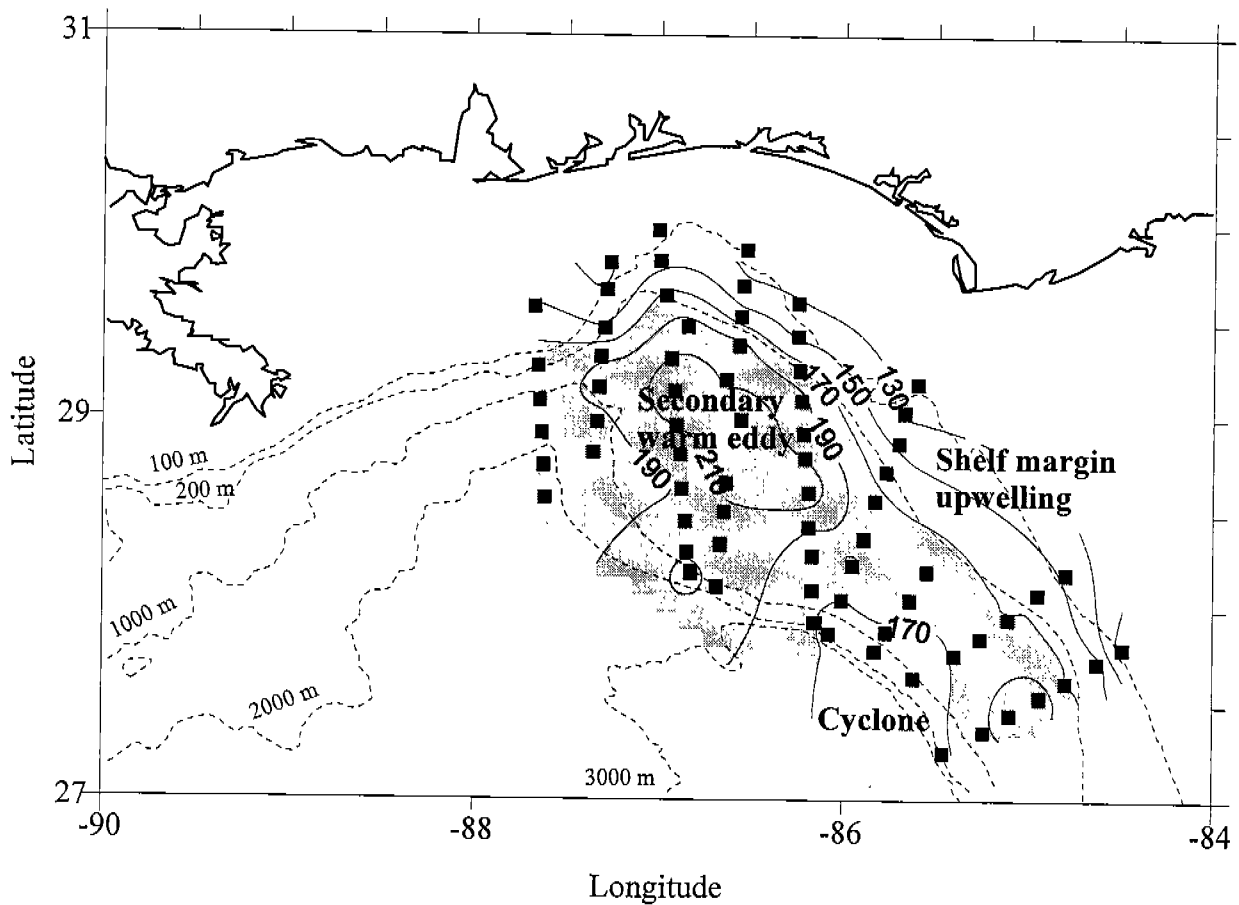 31
29
27
-90
-88
-86
-84
Latitude
Longitude
100 m
200 m
1000 m
2000 m
3000 m
Secondary
warm eddy
190
210
170
150
130
190
Shelf margin
upwelling
170
Cyclone